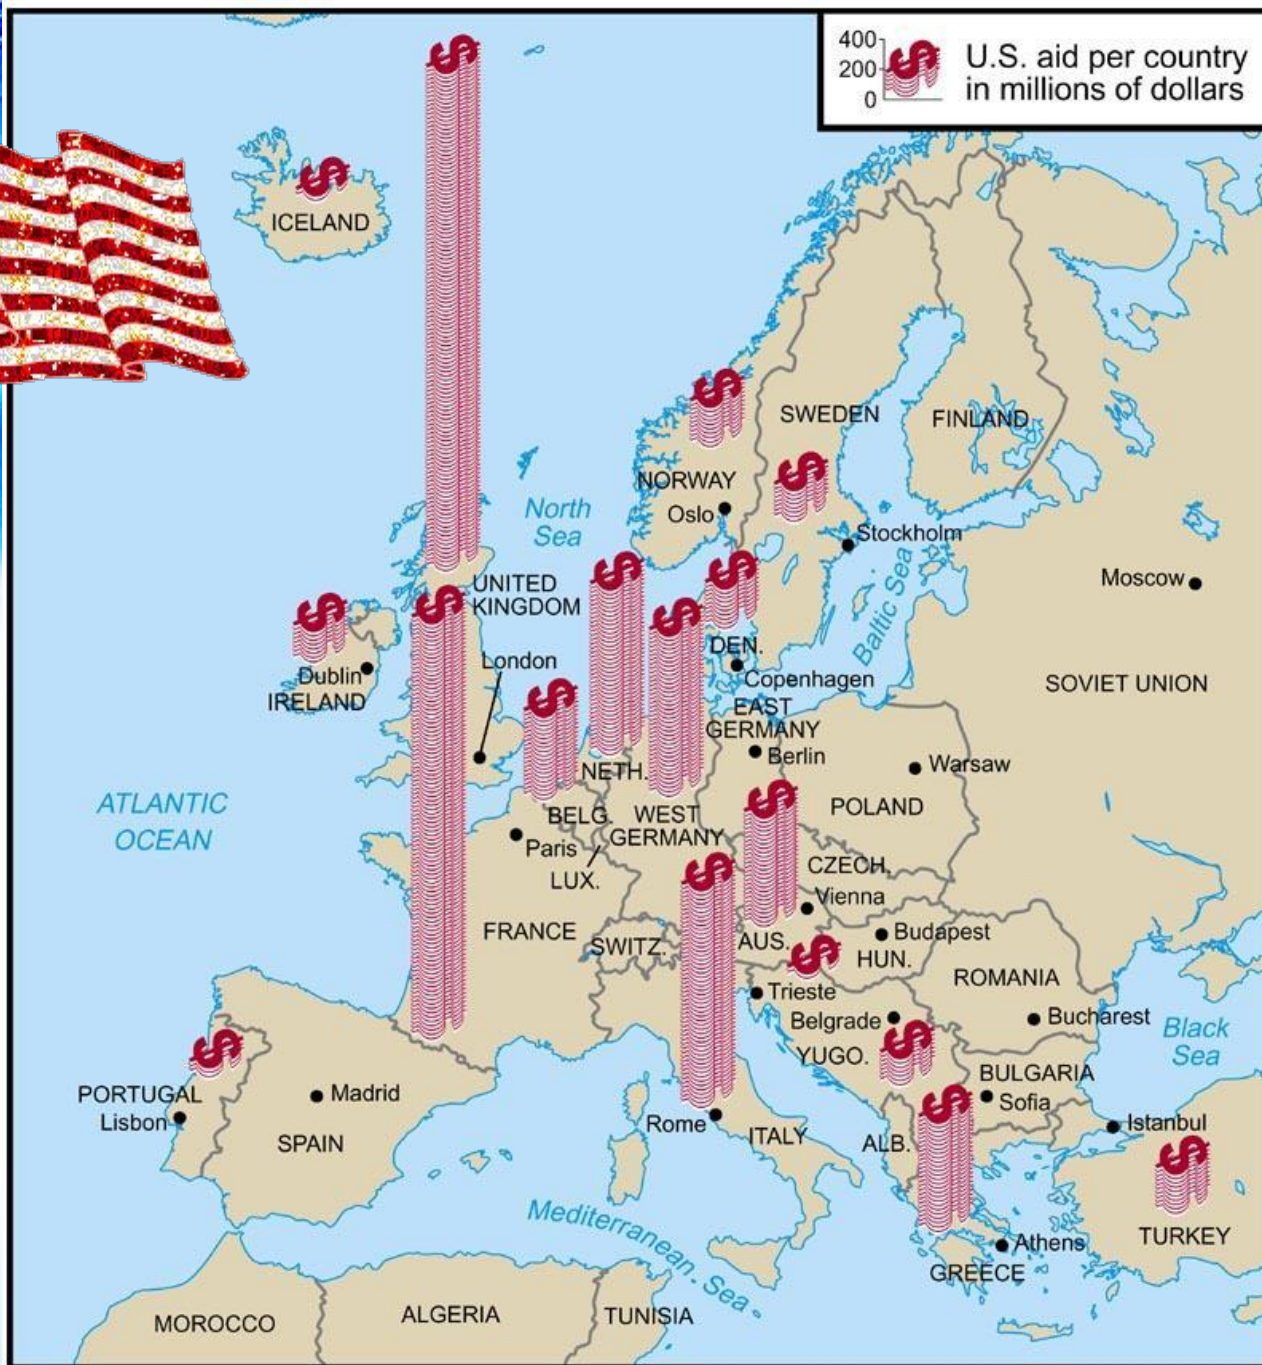 400
200
0
U.S. aid per country
in millions of dollars
ICELAND
SWEDEN
FINLAND
NORWAY
Oslo
North
Sea
Stockholm
Baltic Sea
Moscow
UNITED
KINGDOM
London
Dublin
IRELAND
DEN.
Copenhagen
SOVIET UNION
EAST
GERMANY
Berlin
Warsaw
NETH.
POLAND
ATLANTIC
OCEAN
BELG.
WEST
GERMANY
Paris
LUX.
CZECH.
Vienna
FRANCE
SWITZ.
AUS.
Budapest
HUN.
ROMANIA
Trieste
Belgrade
Bucharest
Black
Sea
YUGO.
BULGARIA
Sofia
PORTUGAL
Lisbon
Madrid
SPAIN
Rome
ITALY
ALB.
Istanbul
TURKEY
Mediterranean Sea
Athens
GREECE
MOROCCO
ALGERIA
TUNISIA